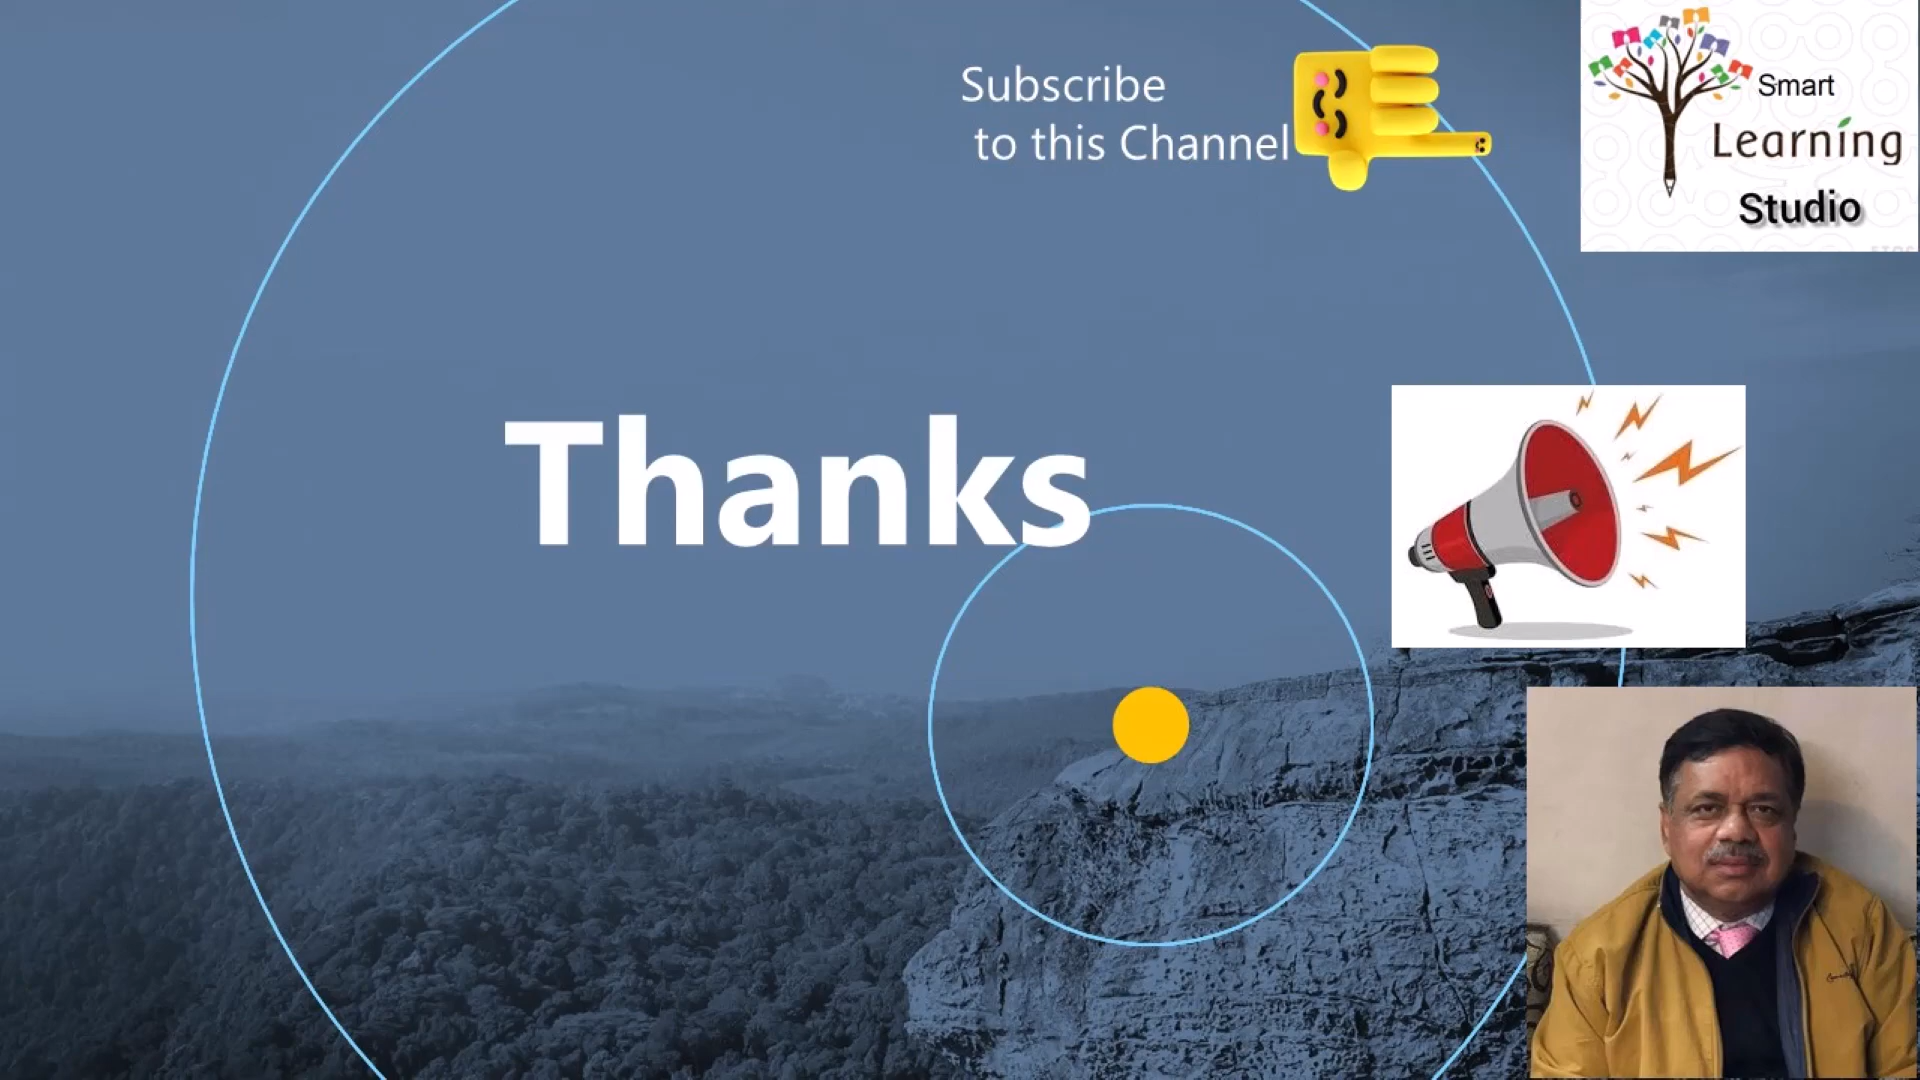 Subscribe
to this Channel
Smart
Learning
Studio
Thanks